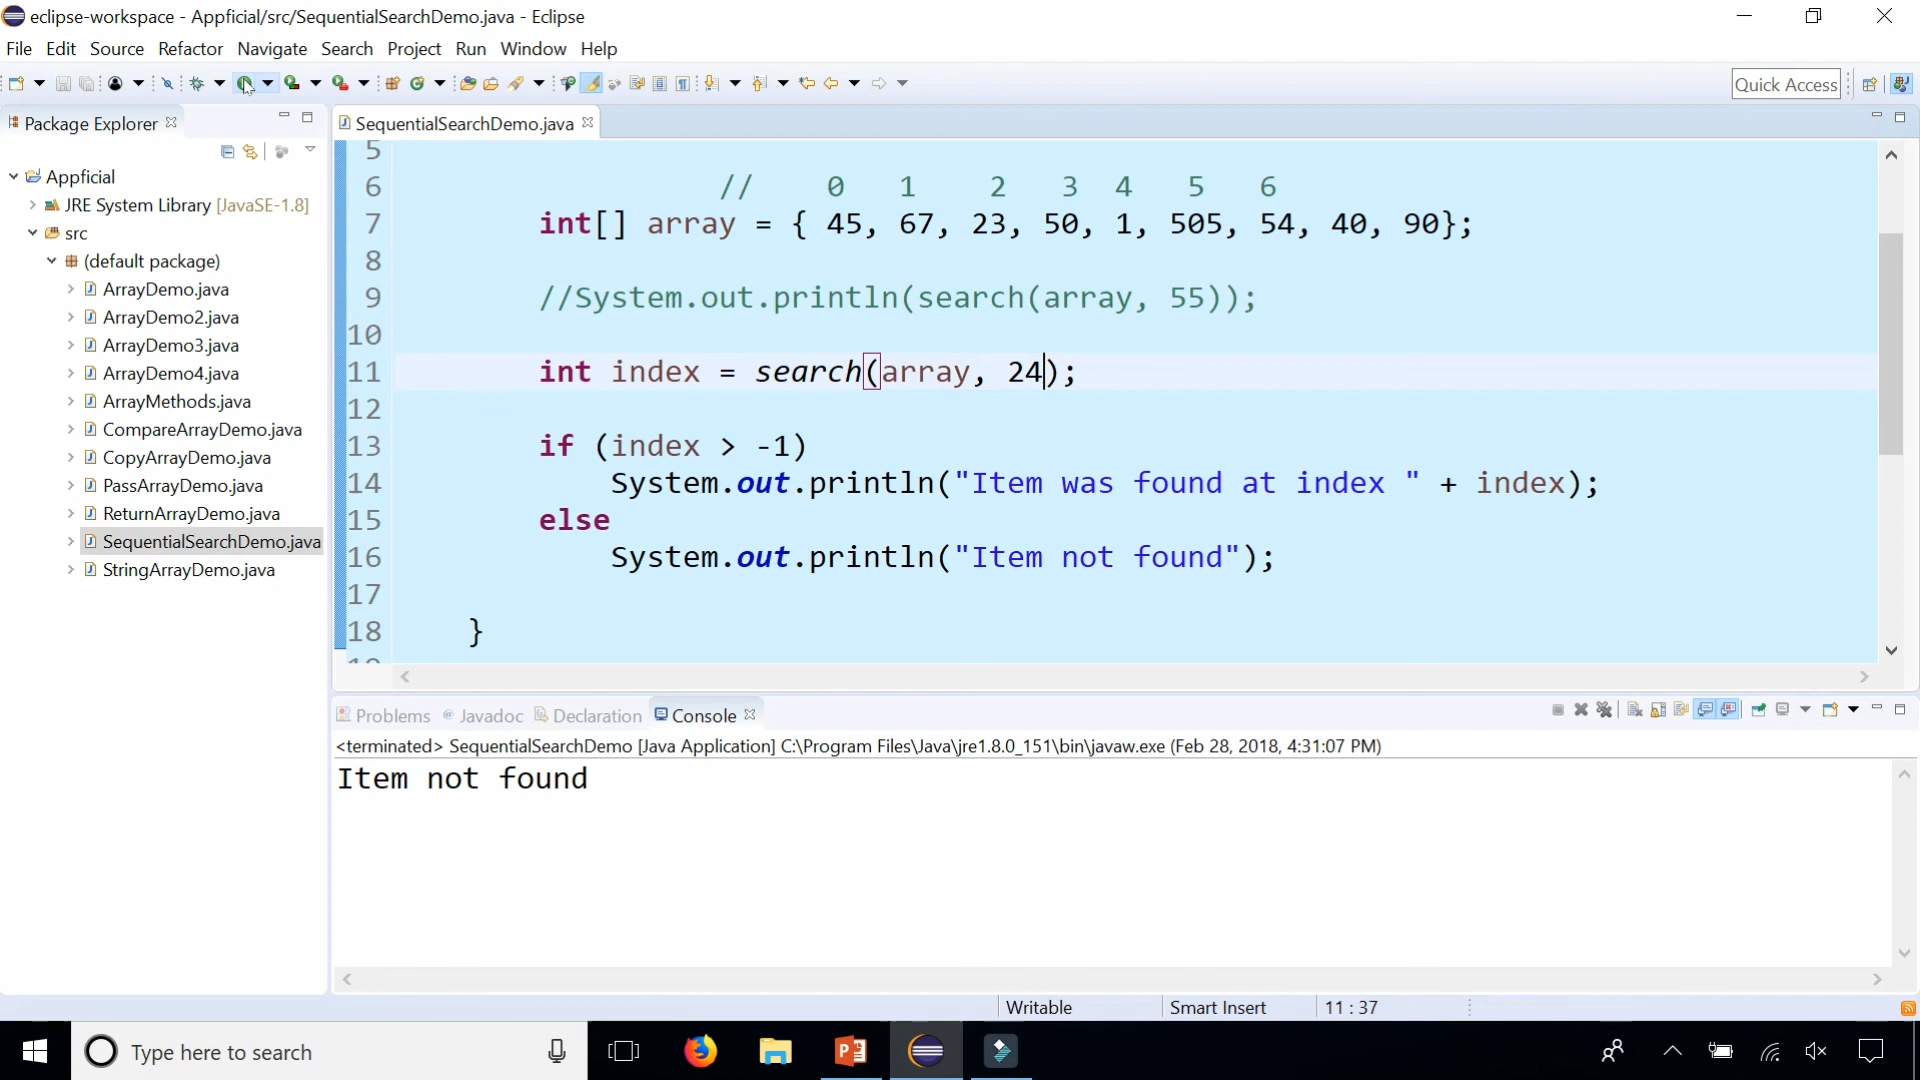 eclipse-workspace - Appficial/src/SequentialSearchDemo.java - Eclipse
File Edit Source Refactor Navigate Search Project Run Window Help
Quick Access
Package Explorer
SequentialSearchDemo.java
Appficial
JRE System Library [JavaSE-1.8]
src
(default package)
ArrayDemo.java
ArrayDemo2.java
ArrayDemo3.java
ArrayDemo4.java
ArrayMethods.java
CompareArrayDemo.java
CopyArrayDemo.java
PassArrayDemo.java
ReturnArrayDemo.java
SequentialSearchDemo.java
StringArrayDemo.java
5
6 // 0 1 2 3 4 5 6
7 int[] array = { 45, 67, 23, 50, 1, 505, 54, 40, 90};
8
9 //System.out.println(search(array, 55));
10
11 int index = search(array, 24);
12
13 if (index > -1)
14 System.out.println("Item was found at index " + index);
15 else
16 System.out.println("Item not found");
17
18 }
Problems Javadoc Declaration Console
<terminated> SequentialSearchDemo [Java Application] C:\Program Files\Java\jre1.8.0_151\bin\javaw.exe (Feb 28, 2018, 4:31:07 PM)
Item not found
Writable Smart Insert 11 : 37
Type here to search